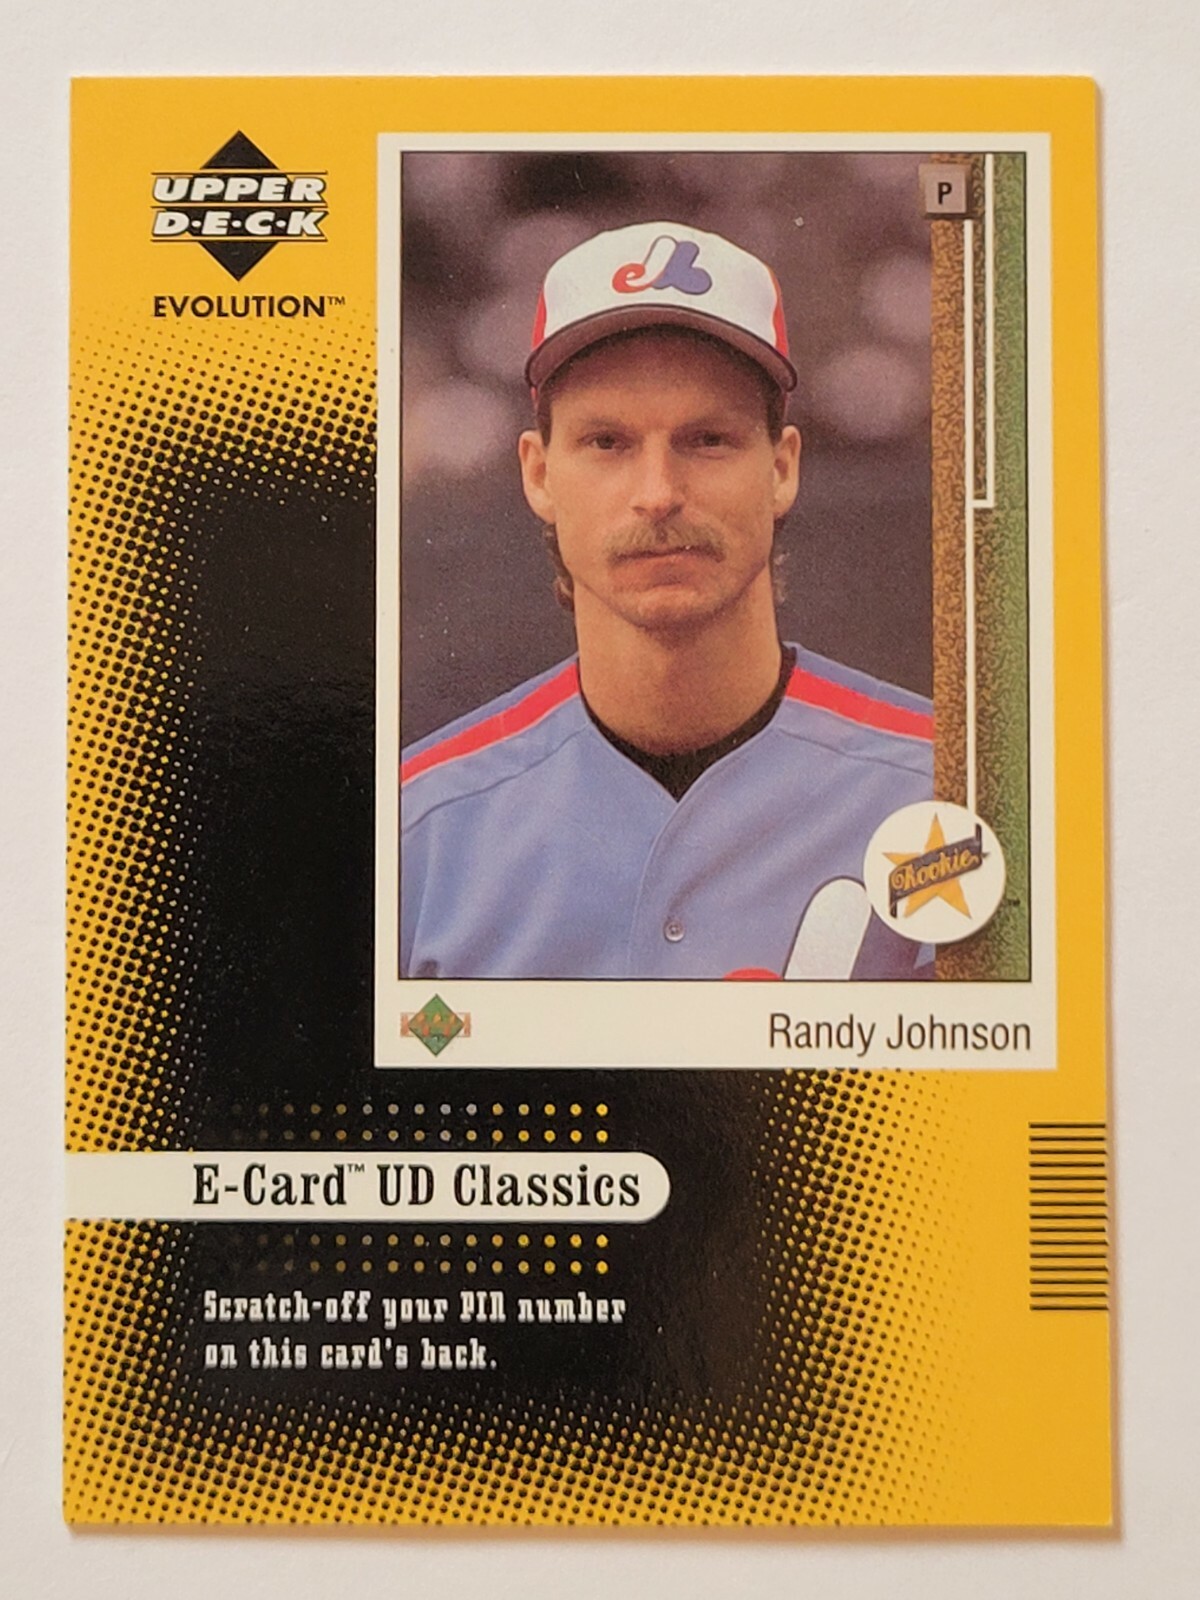 UPPER
D·E·C·K
EVOLUTION™
P
Rookie
Randy Johnson
E-Card™ UD Classics
Scratch-off your PIN number
on this card's back.